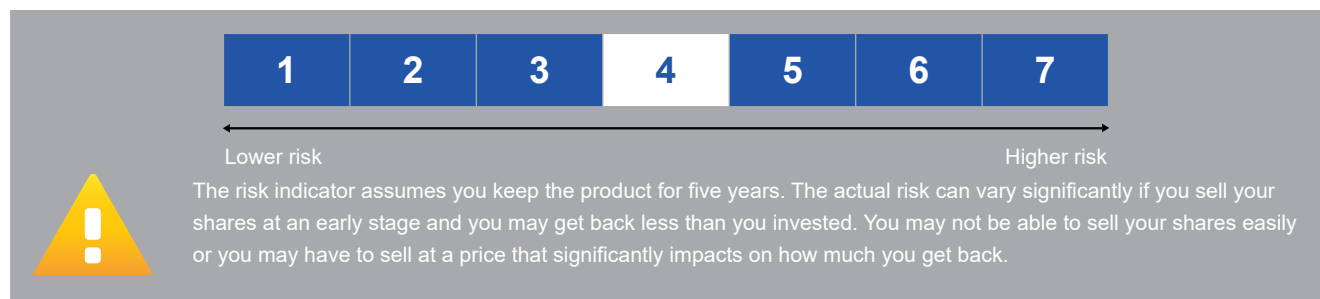 1 2 3 4 5 6 7
Lower risk Higher risk
The risk indicator assumes you keep the product for five years. The actual risk can vary significantly if you sell your
shares at an early stage and you may get back less than you invested. You may not be able to sell your shares easily
or you may have to sell at a price that significantly impacts on how much you get back.